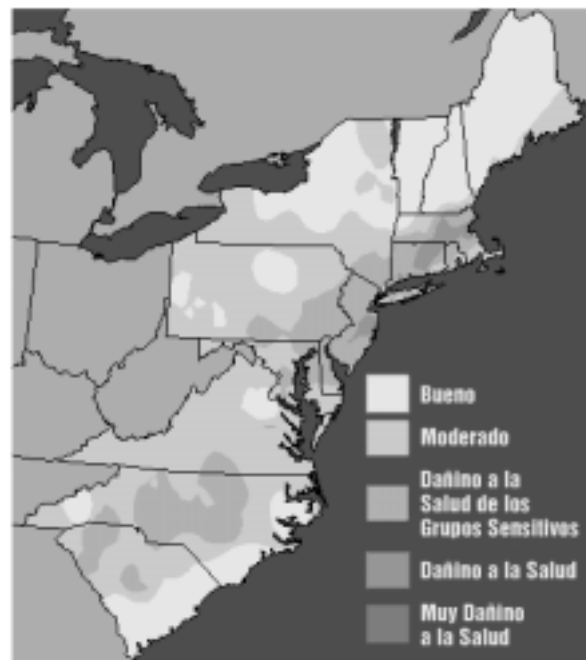 Bueno
Moderado
Dañino a la
Salud de los
Grupos Sensitivos
Dañino a la Salud
Muy Dañino
a la Salud